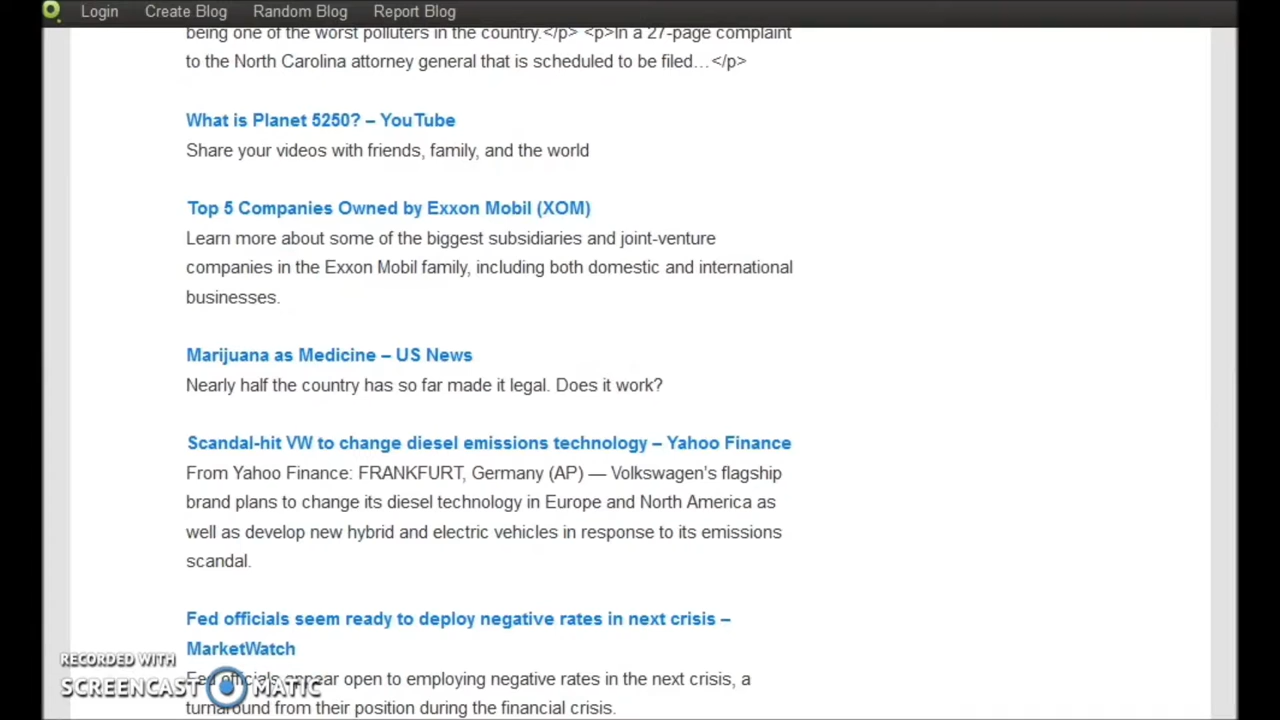 Login Create Blog Random Blog Report Blog
being one of the worst polluters in the country.</p> <p>In a 27-page complaint
to the North Carolina attorney general that is scheduled to be filed…</p>
What is Planet 5250? – YouTube
Share your videos with friends, family, and the world
Top 5 Companies Owned by Exxon Mobil (XOM)
Learn more about some of the biggest subsidiaries and joint-venture
companies in the Exxon Mobil family, including both domestic and international
businesses.
Marijuana as Medicine – US News
Nearly half the country has so far made it legal. Does it work?
Scandal-hit VW to change diesel emissions technology – Yahoo Finance
From Yahoo Finance: FRANKFURT, Germany (AP) — Volkswagen's flagship
brand plans to change its diesel technology in Europe and North America as
well as develop new hybrid and electric vehicles in response to its emissions
scandal.
Fed officials seem ready to deploy negative rates in next crisis –
MarketWatch
Fed officials appear open to employing negative rates in the next crisis, a
turnaround from their position during the financial crisis.
RECORDED WITH
SCREENCAST MATIC